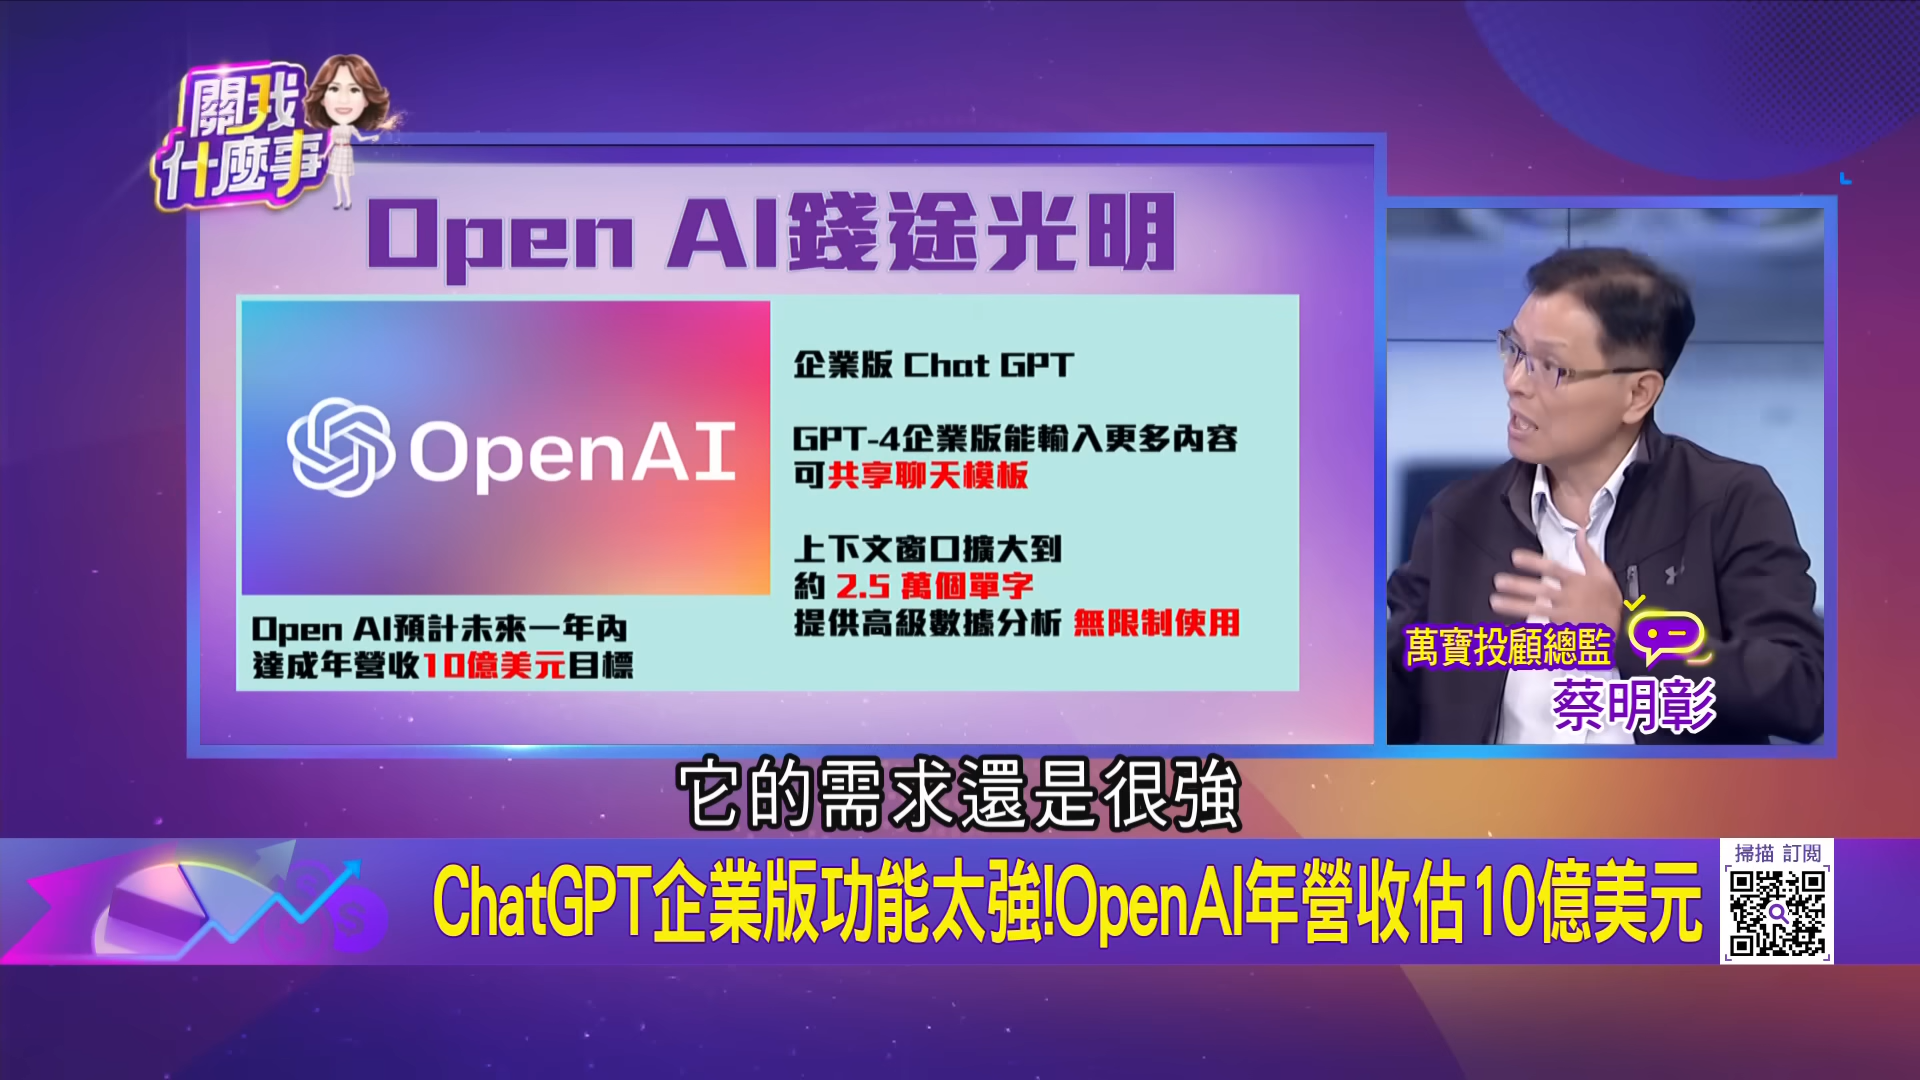 關我
什麼事
Open AI錢途光明
OpenAI
Open AI預計未來一年內
達成年營收10億美元目標
企業版 Chat GPT
GPT-4企業版能輸入更多內容
可共享聊天模板
上下文窗口擴大到
約 2.5 萬個單字
提供高級數據分析 無限制使用
萬寶投顧總監
蔡明彰
它的需求還是很強
ChatGPT企業版功能太強!OpenAI年營收估10億美元
掃描 訂閱